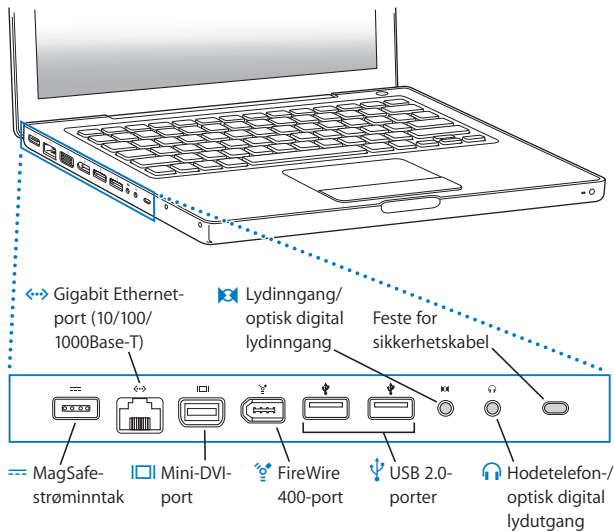 Gigabit Ethernet-
port (10/100/
1000Base-T)
Lydinngang/
optisk digital
lydinngang
Feste for
sikkerhetskabel
MagSafe-
strøminntak
Mini-DVI-
port
FireWire
400-port
USB 2.0-
porter
Hodetelefon-/
optisk digital
lydutgang